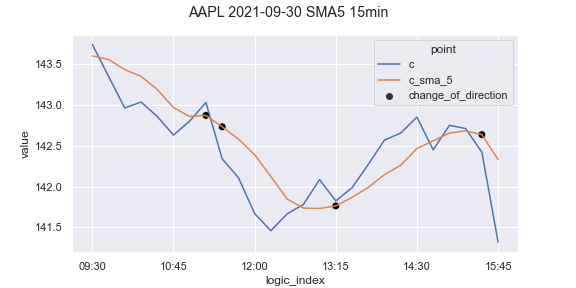 AAPL 2021-09-30 SMA5 15min
point
c
c_sma_5
change_of_direction
value
143.5
143.0
142.5
142.0
141.5
09:30 10:45 12:00 13:15 14:30 15:45
logic_index